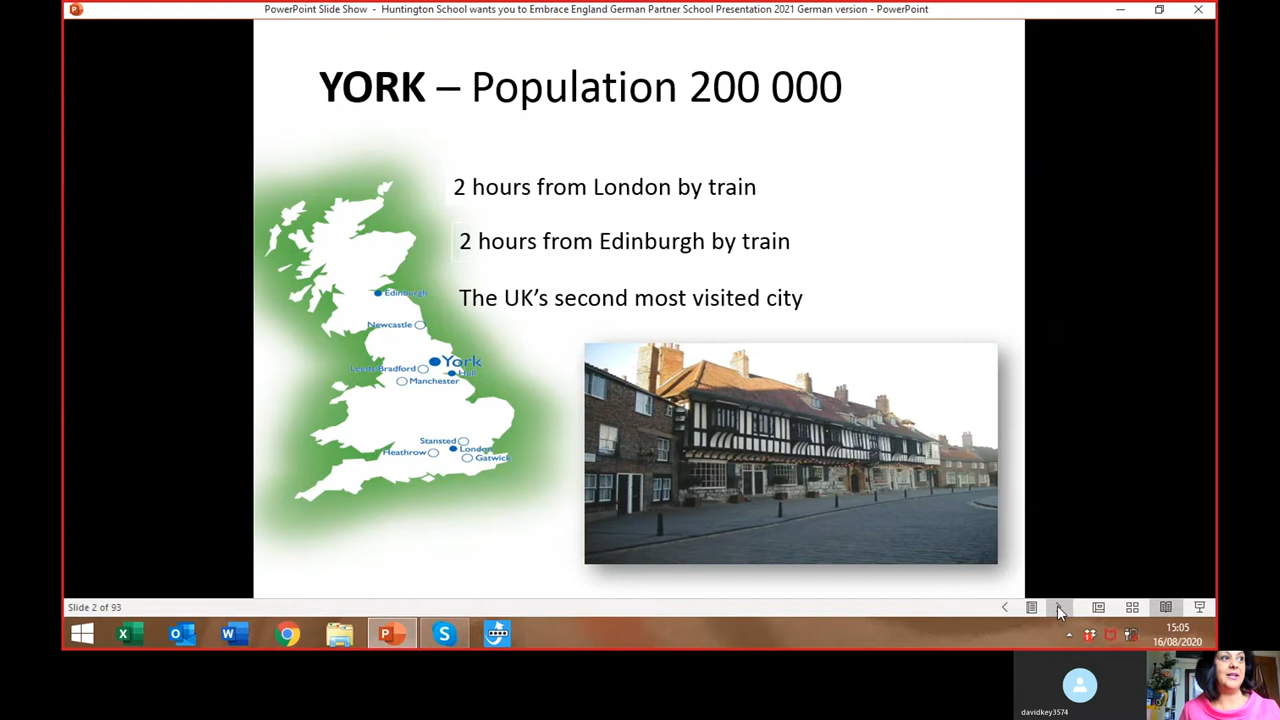 PowerPoint Slide Show - Huntington School wants you to Embrace England German Partner School Presentation 2021 German version - PowerPoint
YORK – Population 200 000
2 hours from London by train
2 hours from Edinburgh by train
The UK's second most visited city
Edinburgh
Newcastle
York
Leeds/Bradford
Hull
Manchester
Stansted
London
Heathrow
Gatwick
Slide 2 of 93
15:05
16/08/2020
davidkey3574